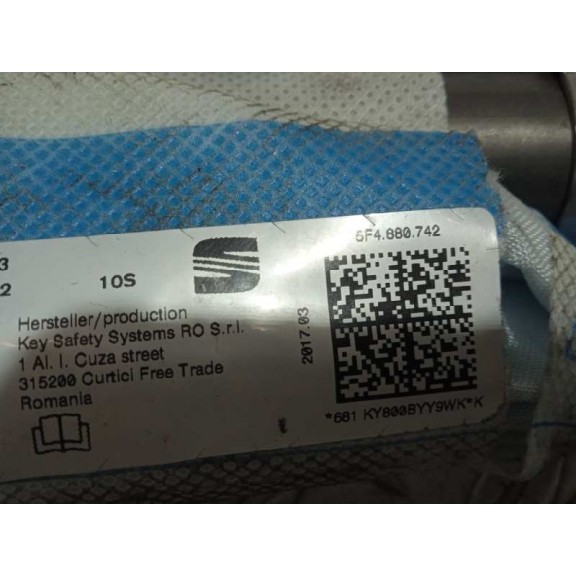 3
2
10S
5F4.880.742
Hersteller/production
Key Safety Systems RO S.r.l.
1 Al. I. Cuza street
315200 Curtici Free Trade
Romania
2017.03
*681 KY800BYY9WK*K